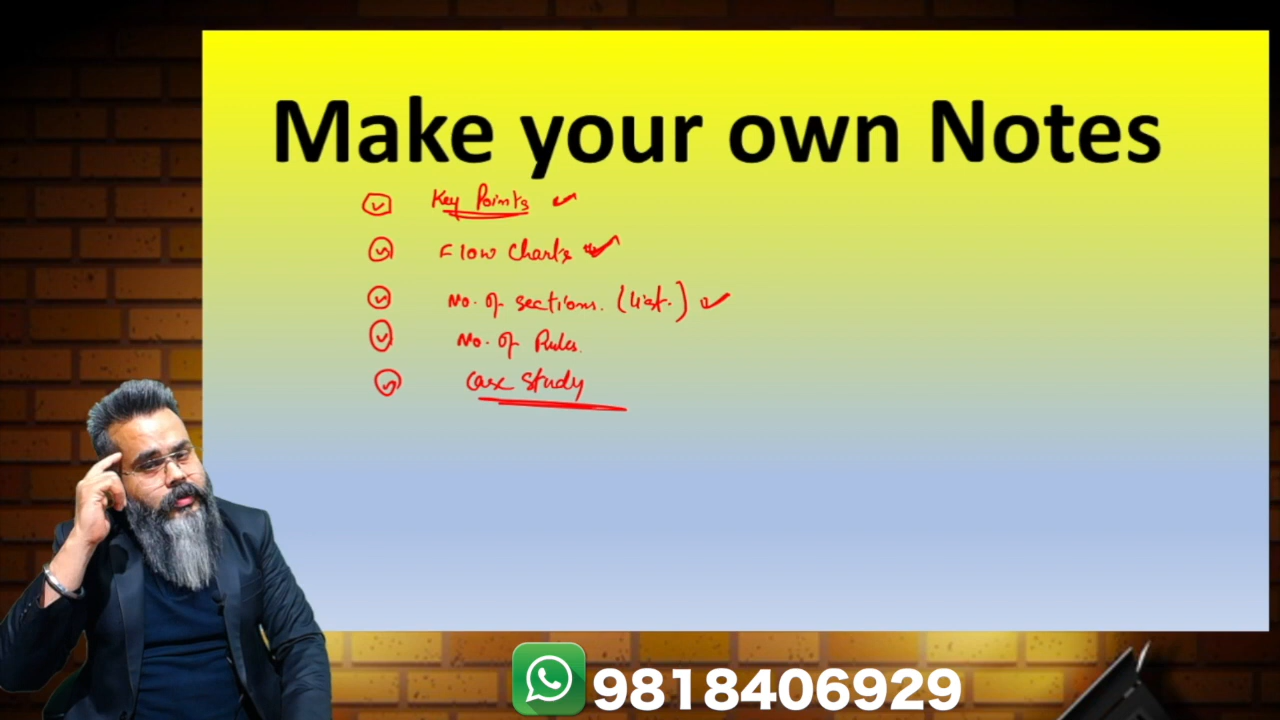 Make your own Notes
Key Points
Flow Charts
No. of sections. (list.)
No. of Rules.
Case Study
9818406929